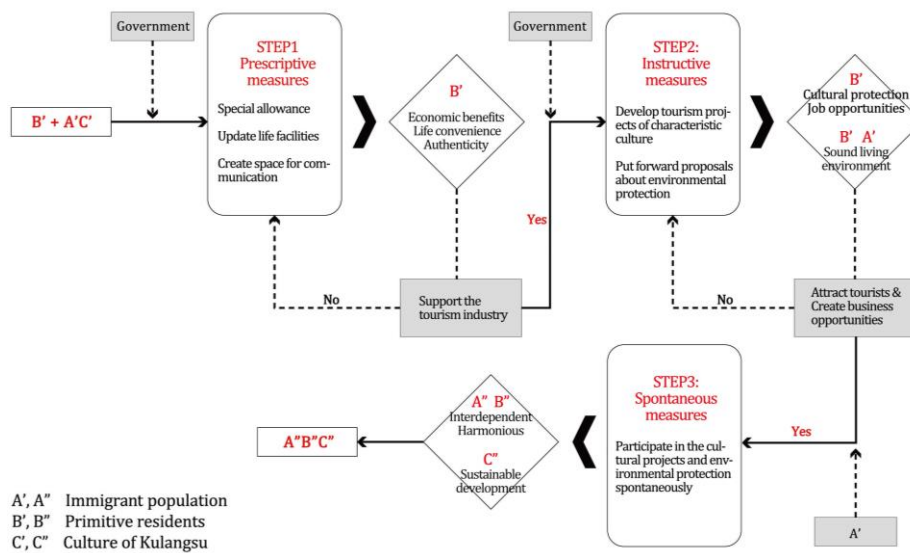 Government
STEP1
Prescriptive
measures
Special allowance
Update life facilities
Create space for com-
munication
B' + A'C'
B'
Economic benefits
Life convenience
Authenticity
Government
STEP2:
Instructive
measures
Develop tourism proj-
ects of characteristic
culture
Put forward proposals
about environmental
protection
B'
Cultural protection
Job opportunities
B' A'
Sound living
environment
Yes
No
Support the
tourism industry
No
Attract tourists &
Create business
opportunities
STEP3:
Spontaneous
measures
Participate in the cul-
tural projects and env-
ironmental protection
spontaneously
Yes
A'
A" B"
Interdependent
Harmonious
C"
Sustainable
development
A"B"C"
A', A" Immigrant population
B', B" Primitive residents
C', C" Culture of Kulangsu